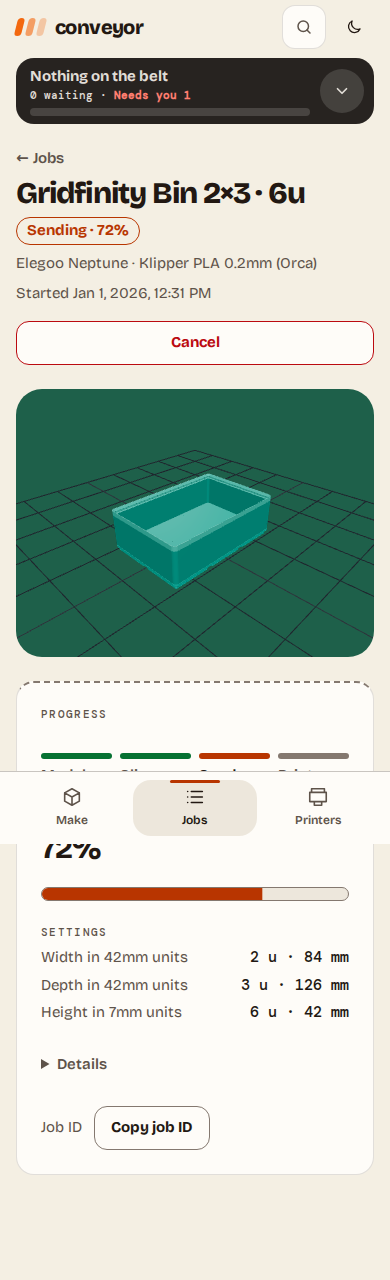 conveyor
Nothing on the belt
0 waiting · Needs you 1
← Jobs
Gridfinity Bin 2×3 · 6u
Sending · 72%
Elegoo Neptune · Klipper PLA 0.2mm (Orca)
Started Jan 1, 2026, 12:31 PM
Cancel
PROGRESS
Make
Jobs
Printers
72%
SETTINGS
Width in 42mm units 2 u · 84 mm
Depth in 42mm units 3 u · 126 mm
Height in 7mm units 6 u · 42 mm
Details
Job ID Copy job ID